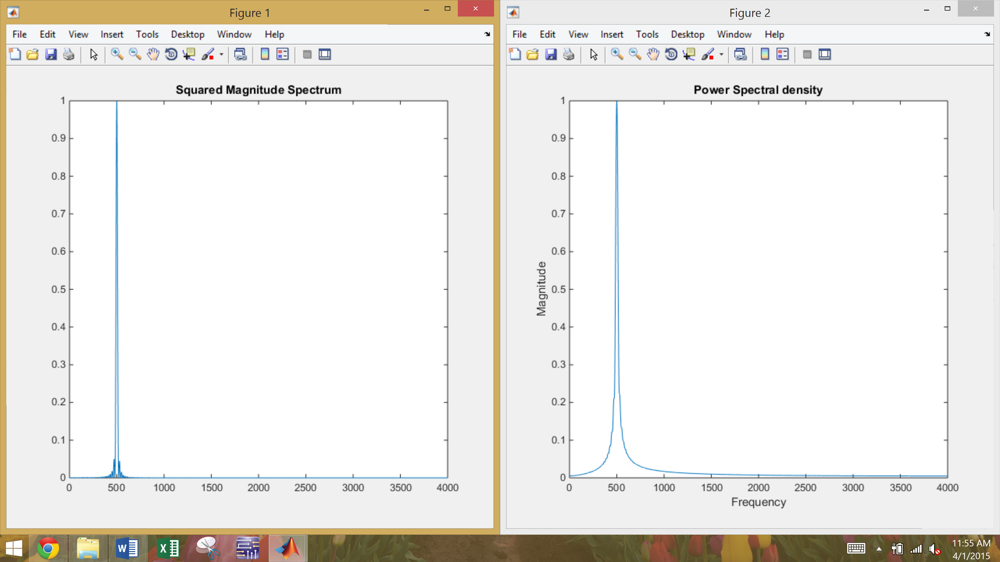 Figure 1
File Edit View Insert Tools Desktop Window Help
Squared Magnitude Spectrum
1
0.9
0.8
0.7
0.6
0.5
0.4
0.3
0.2
0.1
0
0 500 1000 1500 2000 2500 3000 3500 4000
Figure 2
File Edit View Insert Tools Desktop Window Help
Power Spectral density
Magnitude
1
0.9
0.8
0.7
0.6
0.5
0.4
0.3
0.2
0.1
0
0 500 1000 1500 2000 2500 3000 3500 4000
Frequency
W
X
11:55 AM
4/1/2015